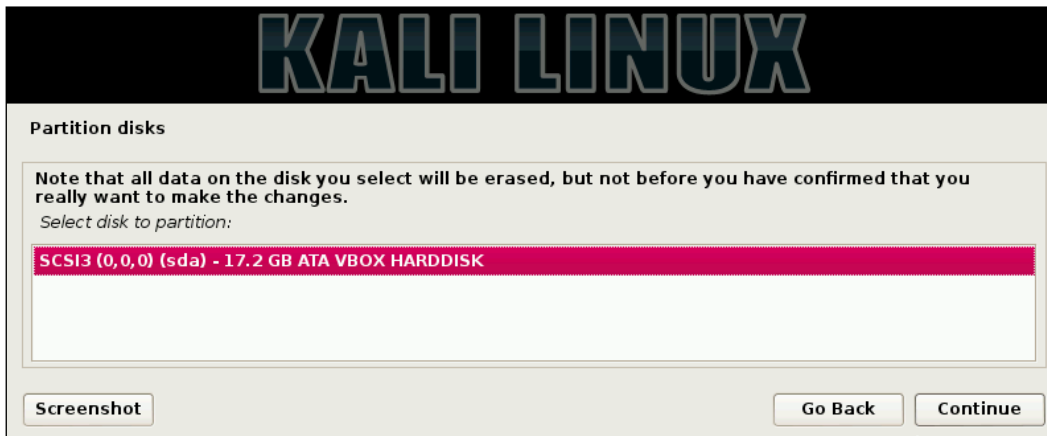 KALI LINUX
Partition disks
Note that all data on the disk you select will be erased, but not before you have confirmed that you
really want to make the changes.
Select disk to partition:
SCSI3 (0,0,0) (sda) - 17.2 GB ATA VBOX HARDDISK
Screenshot Go Back Continue